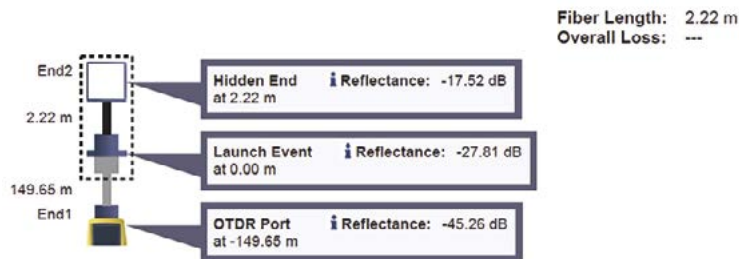 Fiber Length: 2.22 m
Overall Loss: ---
End2
Hidden End i Reflectance: -17.52 dB
at 2.22 m
2.22 m
Launch Event i Reflectance: -27.81 dB
at 0.00 m
149.65 m
End1
OTDR Port i Reflectance: -45.26 dB
at -149.65 m